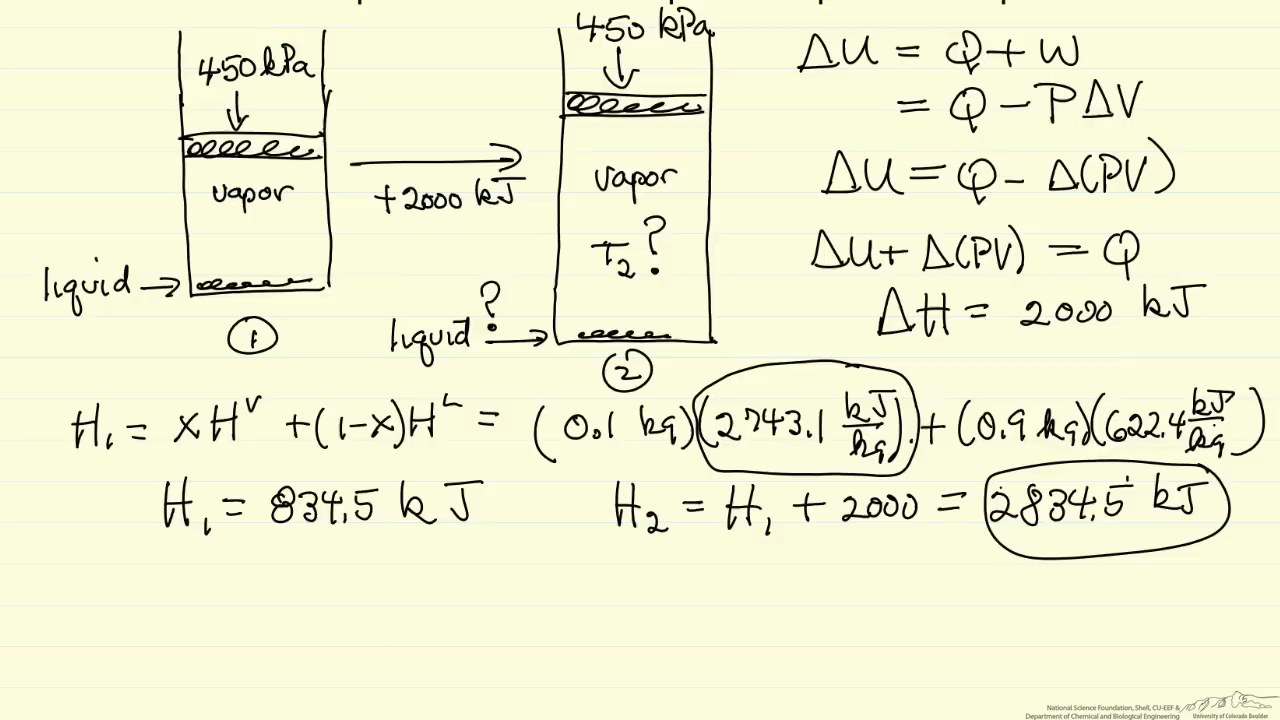 450 kPa
450 kPa
vapor
+2000 kJ
vapor
T₂ ?
liquid →
①
liquid ? →
②
ΔU = Q + W
= Q - PΔV
ΔU = Q - Δ(PV)
ΔU + Δ(PV) = Q
ΔH = 2000 kJ
H₁ = xHⱽ + (1-x)Hᴸ = (0.1 kg)(2743.1 kJ/kg) + (0.9 kg)(622.4 kJ/kg)
H₁ = 834.5 kJ
H₂ = H₁ + 2000 = 2834.5 kJ
National Science Foundation, Shell, CU-EEF &
Department of Chemical and Biological Engineering
University of Colorado Boulder